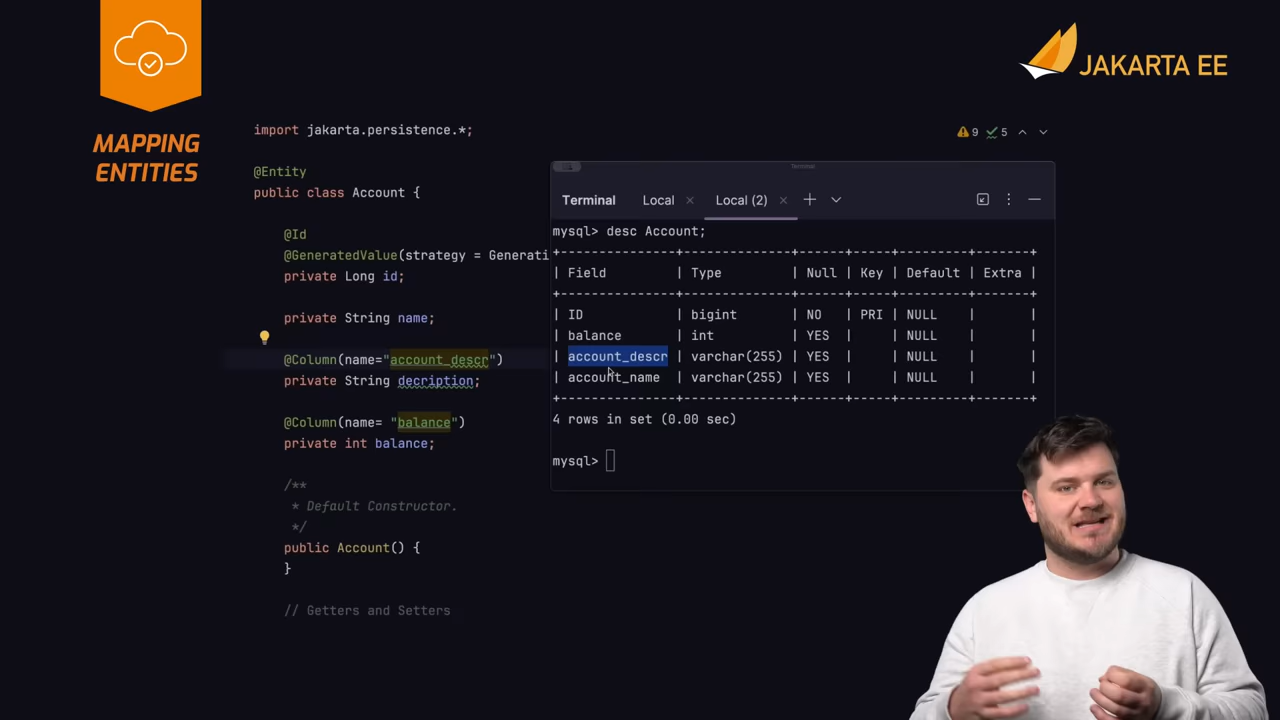 MAPPING
ENTITIES
JAKARTA EE
import jakarta.persistence.*;
9 5
@Entity
public class Account {
@Id
@GeneratedValue(strategy = Generati
private Long id;
private String name;
@Column(name="account_descr")
private String decription;
@Column(name= "balance")
private int balance;
/**
* Default Constructor.
*/
public Account() {
}
// Getters and Setters
Terminal
Terminal Local × Local (2) ×
mysql> desc Account;
+---------------+--------------+------+-----+---------+-------+
| Field | Type | Null | Key | Default | Extra |
+---------------+--------------+------+-----+---------+-------+
| ID | bigint | NO | PRI | NULL | |
| balance | int | YES | | NULL | |
| account_descr | varchar(255) | YES | | NULL | |
| account_name | varchar(255) | YES | | NULL | |
+---------------+--------------+------+-----+---------+-------+
4 rows in set (0.00 sec)
mysql>